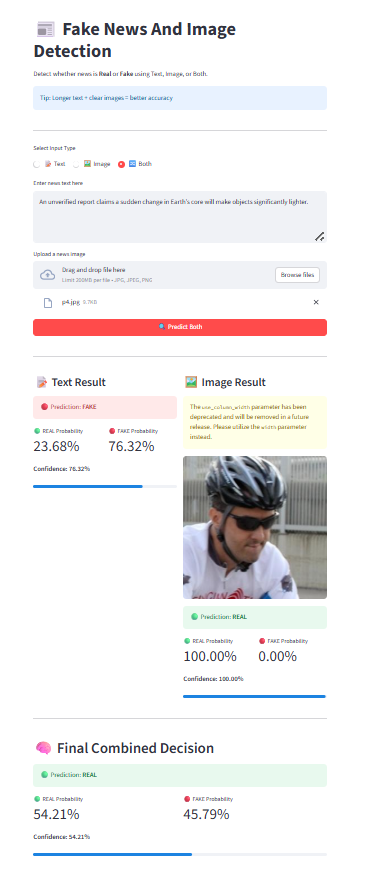 Fake News And Image
Detection
Detect whether news is Real or Fake using Text, Image, or Both.
Tip: Longer text + clear images = better accuracy
Select Input Type
Text Image Both
Enter news text here
An unverified report claims a sudden change in Earth's core will make objects significantly lighter.
Upload a news image
Drag and drop file here
Limit 200MB per file • JPG, JPEG, PNG
Browse files
p4.jpg 9.7KB
Predict Both
Text Result
Prediction: FAKE
REAL Probability FAKE Probability
23.68% 76.32%
Confidence: 76.32%
Image Result
The use_column_width parameter has been
deprecated and will be removed in a future
release. Please utilize the width parameter
instead.
Prediction: REAL
REAL Probability FAKE Probability
100.00% 0.00%
Confidence: 100.00%
Final Combined Decision
Prediction: REAL
REAL Probability FAKE Probability
54.21% 45.79%
Confidence: 54.21%